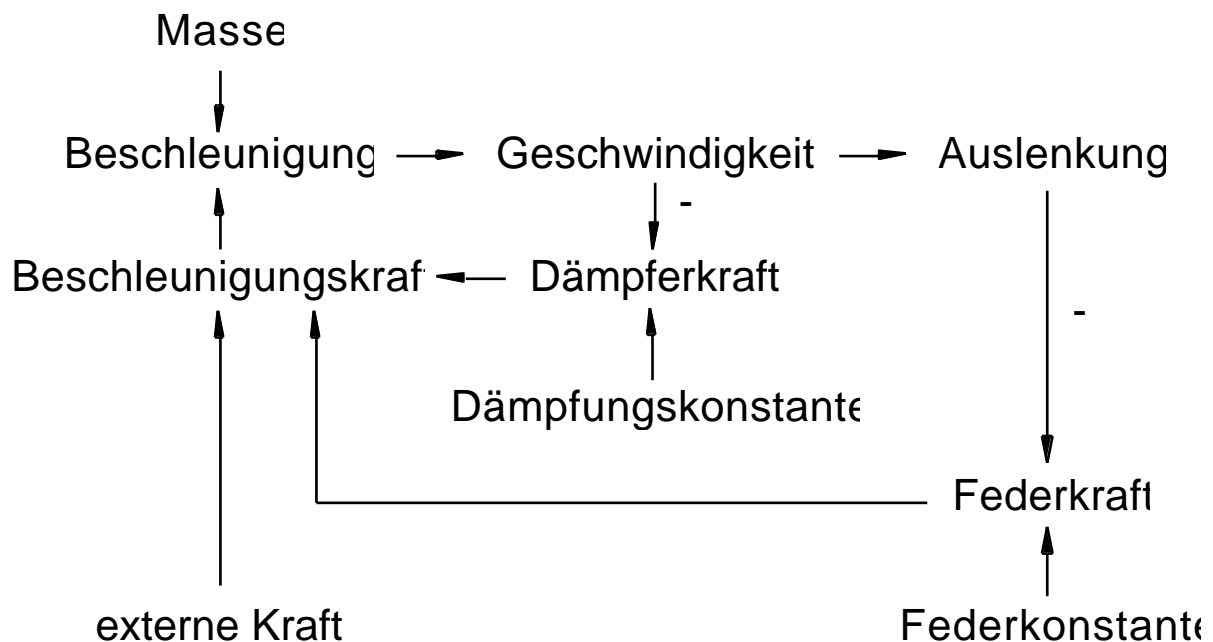 Masse
Beschleunigung Geschwindigkeit Auslenkung
-
Beschleunigungskraft Dämpferkraft
-
Dämpfungskonstante
Federkraft
externe Kraft Federkonstante